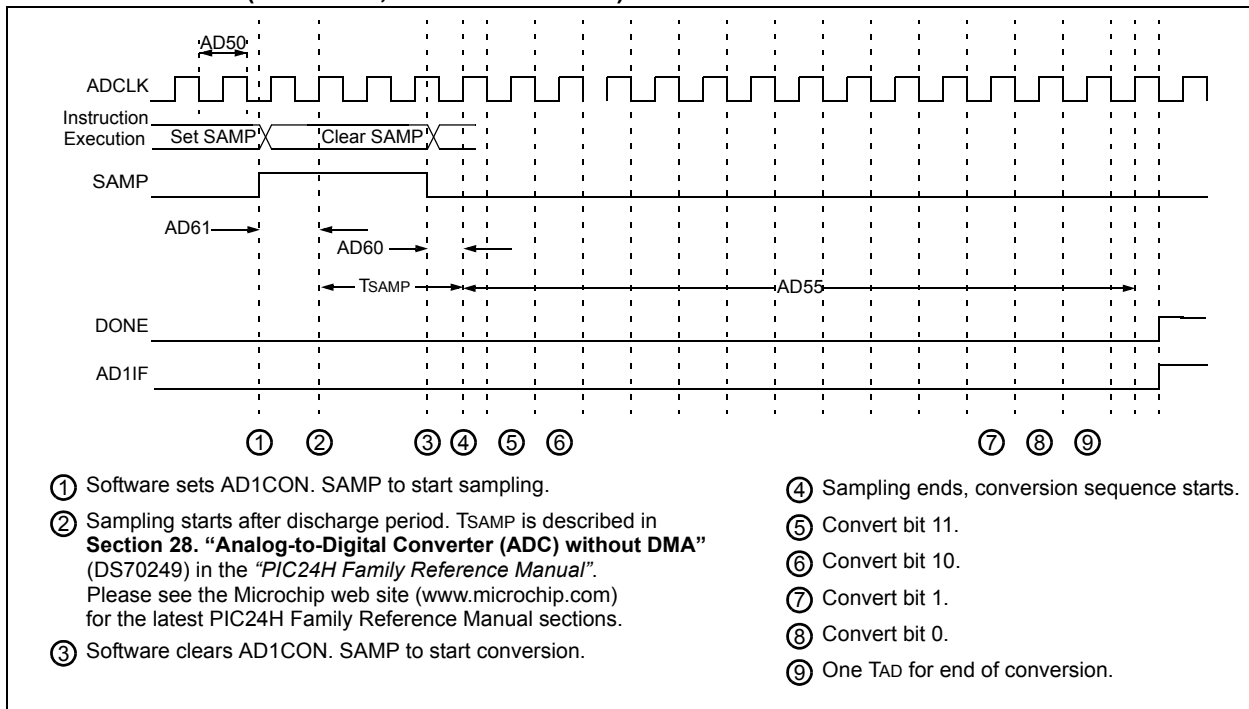 AD50
ADCLK
Instruction
Execution
Set SAMP
Clear SAMP
SAMP
AD61
AD60
TSAMP
AD55
DONE
AD1IF
1 2 3 4 5 6 7 8 9
1 Software sets AD1CON. SAMP to start sampling.
2 Sampling starts after discharge period. TSAMP is described in
Section 28. “Analog-to-Digital Converter (ADC) without DMA”
(DS70249) in the “PIC24H Family Reference Manual”.
Please see the Microchip web site (www.microchip.com)
for the latest PIC24H Family Reference Manual sections.
3 Software clears AD1CON. SAMP to start conversion.
4 Sampling ends, conversion sequence starts.
5 Convert bit 11.
6 Convert bit 10.
7 Convert bit 1.
8 Convert bit 0.
9 One TAD for end of conversion.